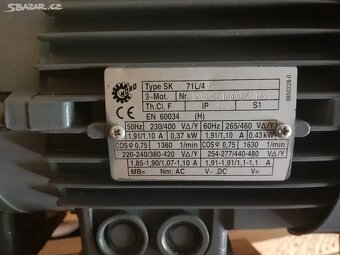 SBAZAR.cz
Type SK 71L/4
3-Mot. Nr.
Th.Cl. F IP S1
EN 60034 (H)
50Hz 230/400 V Δ/Y 60Hz 265/460 V Δ/Y
1,91/1,10 A 0,37 kW 1,91/1,10 A 0,43 kW
COSφ 0,75 1360 1/min COSφ 0,75 1630 1/min
220-240/380-420 V Δ/Y 254-277/440-480 V Δ/Y
1,85-1,90/1,07-1,10 A 1,91-1,91/1,1-1,1 A
MB= Nm: AC V ~,DC V=